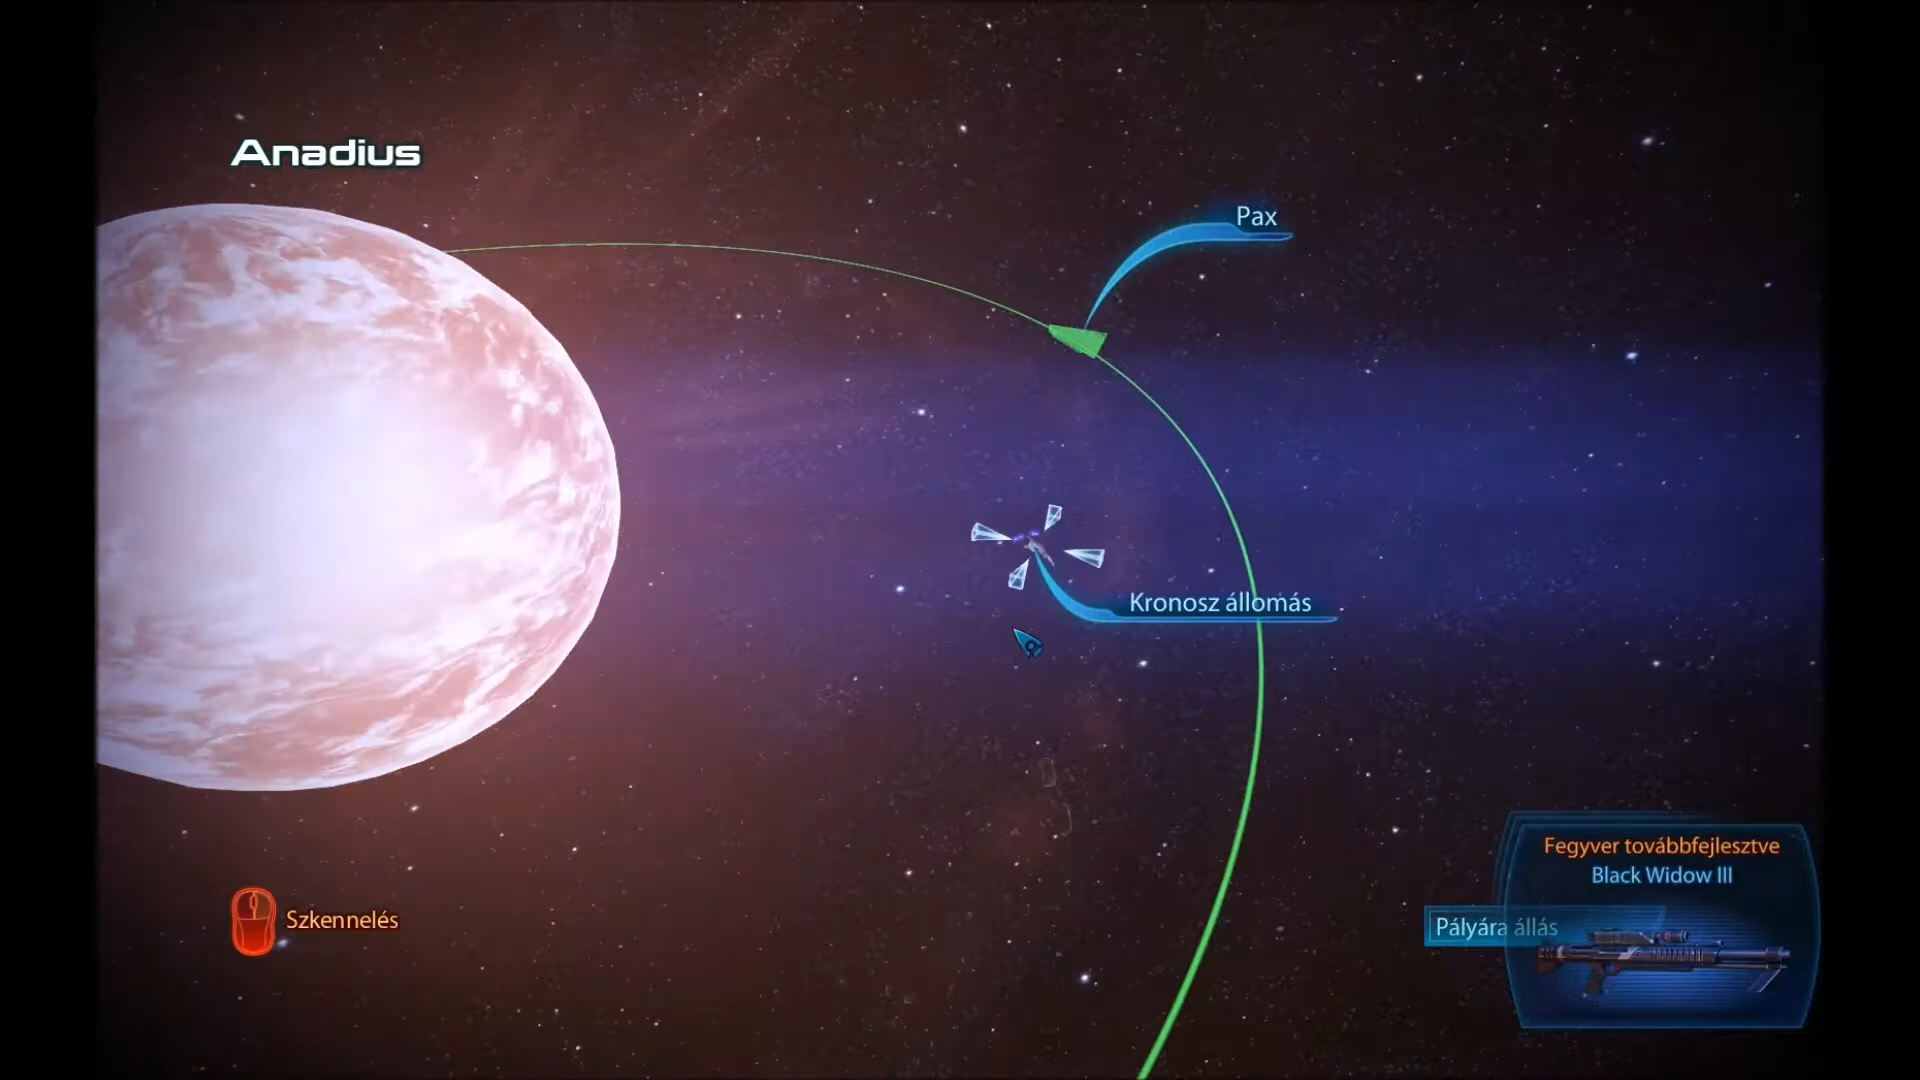 Anadius
Pax
Kronosz állomás
Szkennelés
Fegyver továbbfejlesztve
Black Widow III
Pályára állás